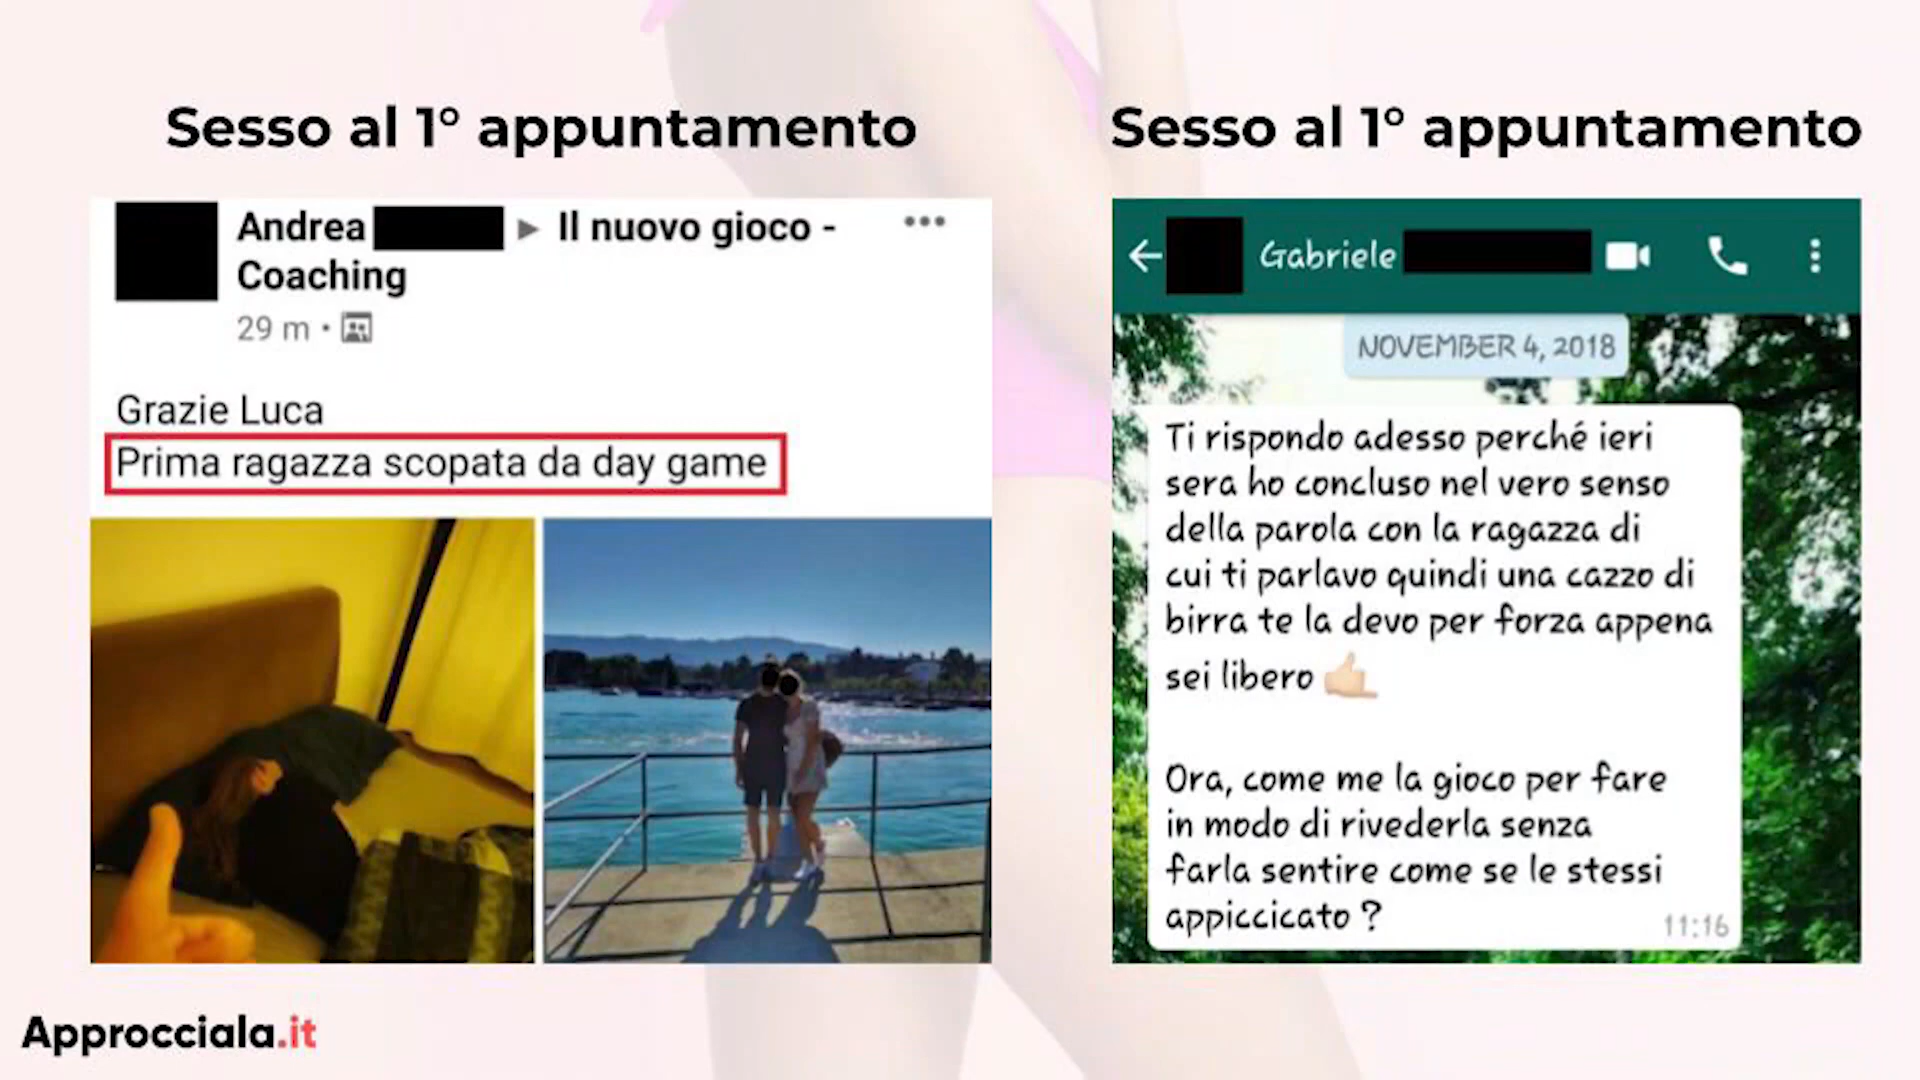 Sesso al 1° appuntamento
Andrea ▸ Il nuovo gioco -
Coaching
29 m •
Grazie Luca
Prima ragazza scopata da day game
Sesso al 1° appuntamento
Gabriele
NOVEMBER 4, 2018
Ti rispondo adesso perché ieri
sera ho concluso nel vero senso
della parola con la ragazza di
cui ti parlavo quindi una cazzo di
birra te la devo per forza appena
sei libero 🤙
Ora, come me la gioco per fare
in modo di rivederla senza
farla sentire come se le stessi
appiccicato ?
11:16
Approcciala.it